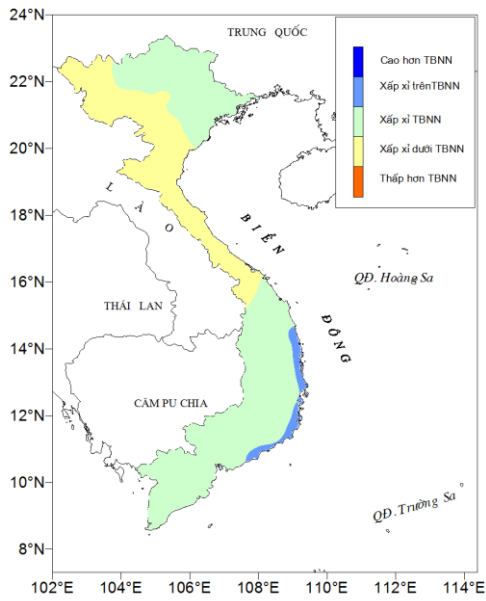 24°N
TRUNG QUỐC
Cao hơn TBNN
Xấp xỉ trênTBNN
Xấp xỉ TBNN
Xấp xỉ dưới TBNN
Thấp hơn TBNN
22°N
20°N
LÀO
BIỂN
18°N
16°N
QĐ. Hoàng Sa
THÁI LAN
ĐÔNG
14°N
CĂM PU CHIA
12°N
10°N
QĐ. Trường Sa
8°N
102°E 104°E 106°E 108°E 110°E 112°E 114°E